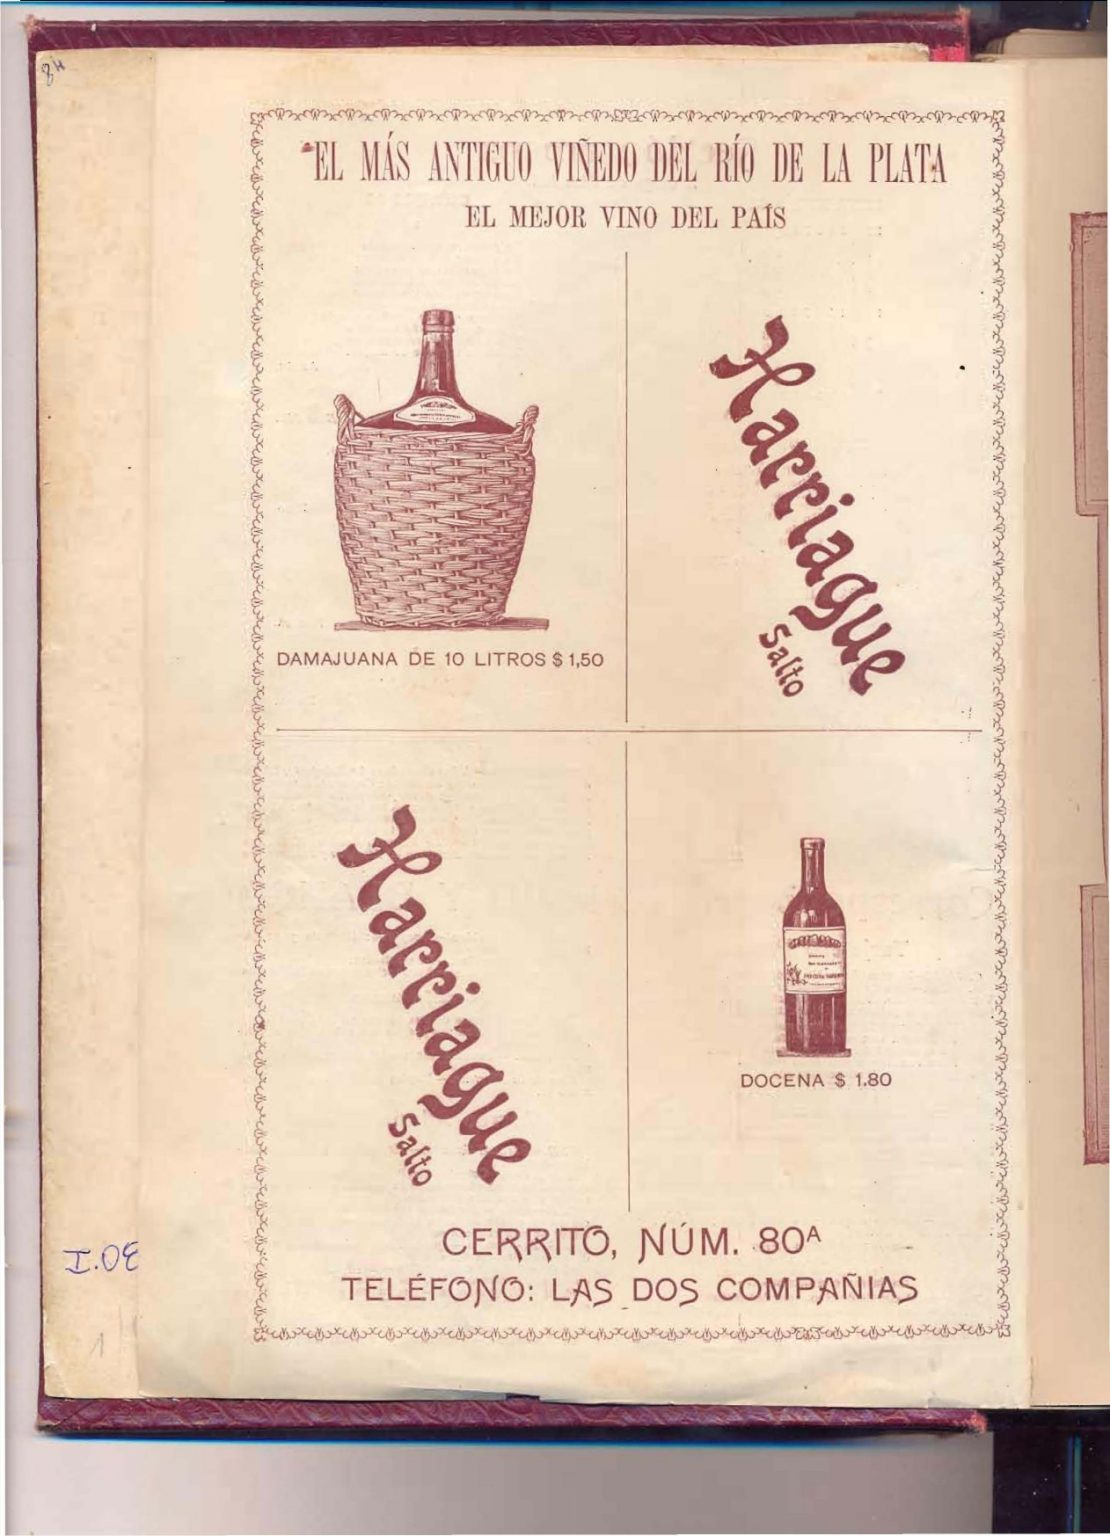 84
EL MÁS ANTIGUO VIÑEDO DEL RÍO DE LA PLATA
EL MEJOR VINO DEL PAÍS
Harriague
Salto
DAMAJUANA DE 10 LITROS $ 1,50
Harriague
Salto
DOCENA $ 1.80
CERRITO, NÚM. 80A
TELÉFONO: LAS DOS COMPAÑIAS
1